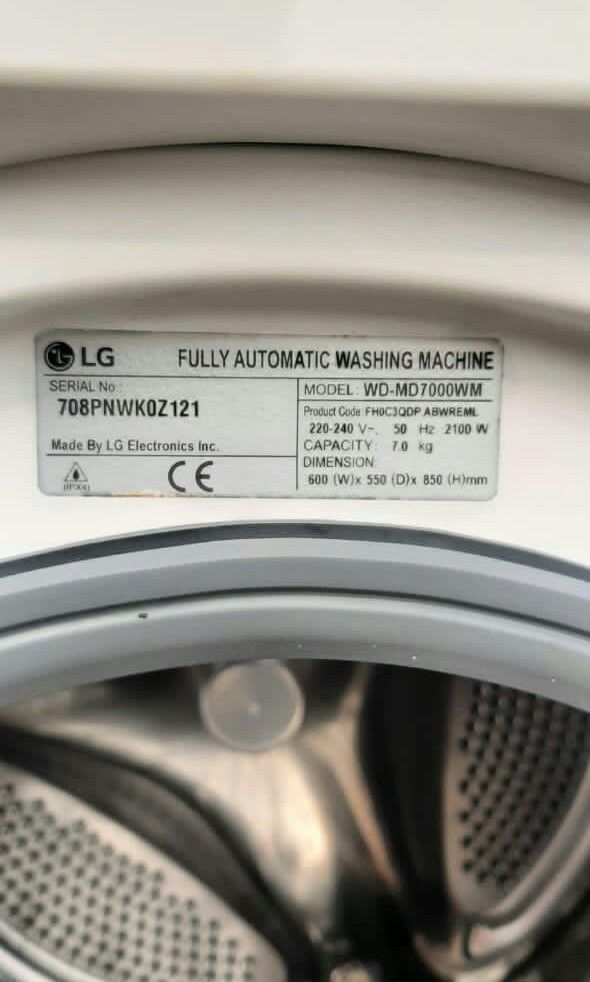 LG FULLY AUTOMATIC WASHING MACHINE
SERIAL No.:
708PNWK0Z121
Made By LG Electronics Inc.
(IPX4)
CE
MODEL: WD-MD7000WM
Product Code: FH0C3QDP ABWREML
220-240 V~, 50 Hz 2100 W
CAPACITY: 7.0 kg
DIMENSION:
600 (W)x 550 (D)x 850 (H)mm